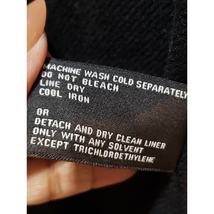 MACHINE WASH COLD SEPARATELY
DO NOT BLEACH
LINE DRY
COOL IRON
OR
DETACH AND DRY CLEAN LINER
ONLY WITH ANY SOLVENT
EXCEPT TRICHLOROETHYLENE